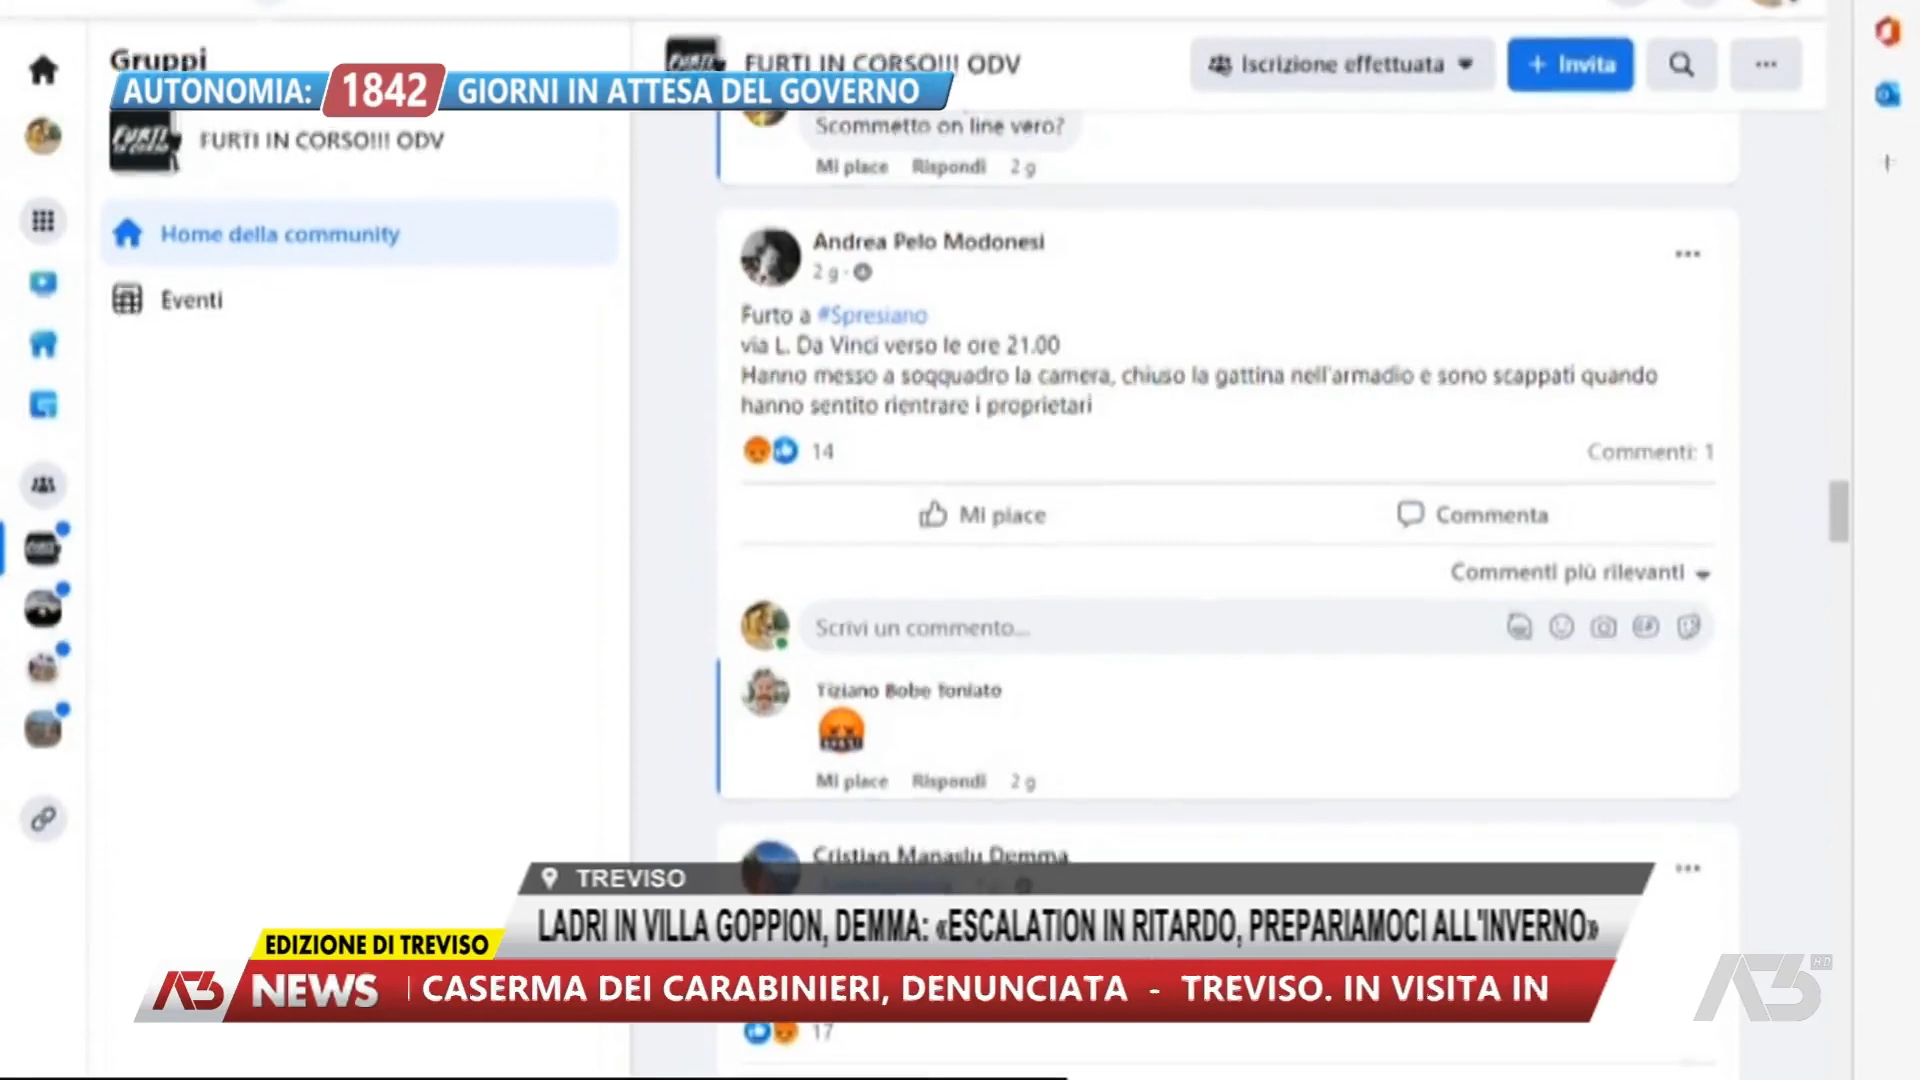 Gruppi
FURTI IN CORSO!!! ODV
Iscrizione effettuata
+ Invita
AUTONOMIA: 1842 GIORNI IN ATTESA DEL GOVERNO
FURTI IN CORSO!!! ODV
Home della community
Eventi
Scommetto on line vero?
Mi piace Rispondi 2 g
Andrea Pelo Modonesi
2 g
Furto a #Spresiano
via L. Da Vinci verso le ore 21.00
Hanno messo a soqquadro la camera, chiuso la gattina nell'armadio e sono scappati quando
hanno sentito rientrare i proprietari
14
Commenti: 1
Mi piace
Commenta
Commenti più rilevanti
Scrivi un commento...
Tiziano Bobe Toniato
Mi piace Rispondi 2 g
Cristian Manaslu Demma
TREVISO
LADRI IN VILLA GOPPION, DEMMA: «ESCALATION IN RITARDO, PREPARIAMOCI ALL'INVERNO»
EDIZIONE DI TREVISO
A3 NEWS
CASERMA DEI CARABINIERI, DENUNCIATA - TREVISO. IN VISITA IN
A3 HD
17